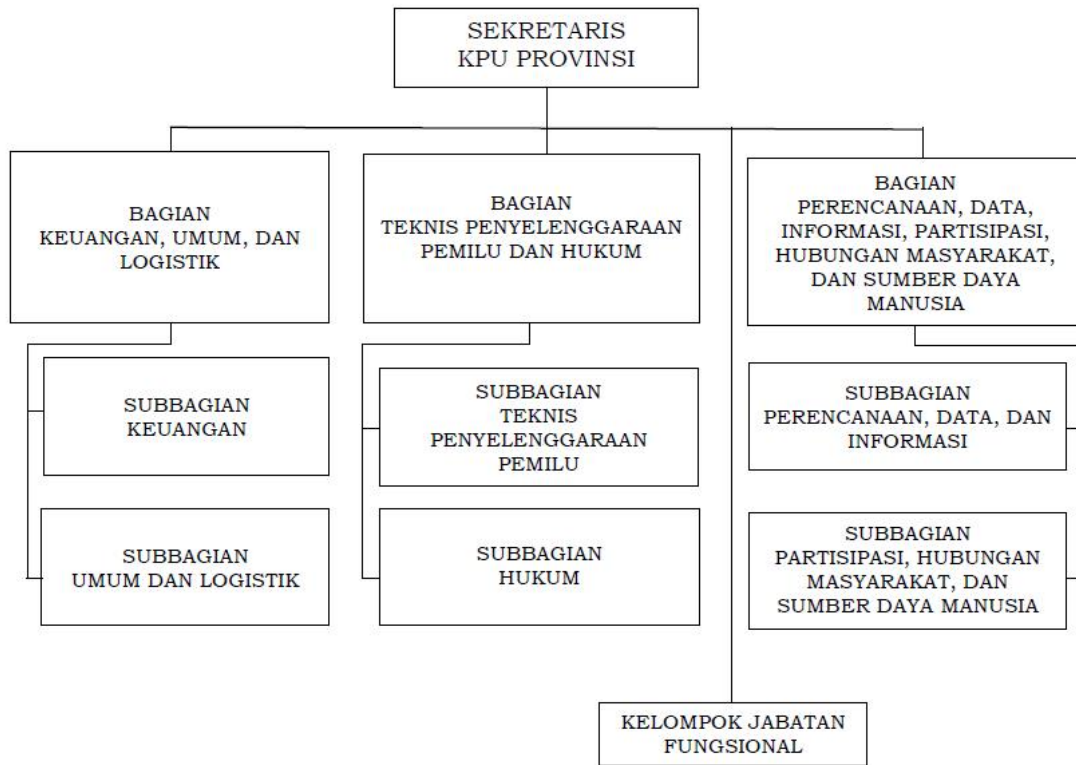 SEKRETARIS
KPU PROVINSI
BAGIAN
KEUANGAN, UMUM, DAN
LOGISTIK
BAGIAN
TEKNIS PENYELENGGARAAN
PEMILU DAN HUKUM
BAGIAN
PERENCANAAN, DATA,
INFORMASI, PARTISIPASI,
HUBUNGAN MASYARAKAT,
DAN SUMBER DAYA
MANUSIA
SUBBAGIAN
KEUANGAN
SUBBAGIAN
TEKNIS
PENYELENGGARAAN
PEMILU
SUBBAGIAN
PERENCANAAN, DATA, DAN
INFORMASI
SUBBAGIAN
UMUM DAN LOGISTIK
SUBBAGIAN
HUKUM
SUBBAGIAN
PARTISIPASI, HUBUNGAN
MASYARAKAT, DAN
SUMBER DAYA MANUSIA
KELOMPOK JABATAN
FUNGSIONAL